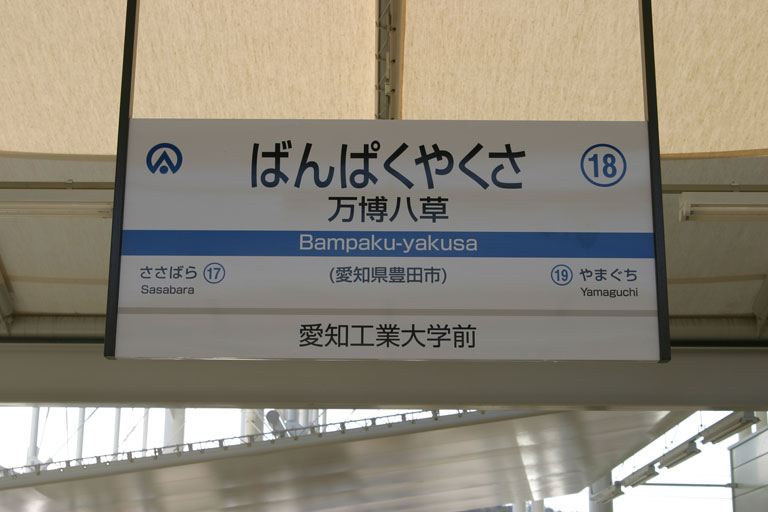 ばんぱくやくさ
18
万博八草
Bampaku-yakusa
ささばら 17
Sasabara
(愛知県豊田市)
19 やまぐち
Yamaguchi
愛知工業大学前